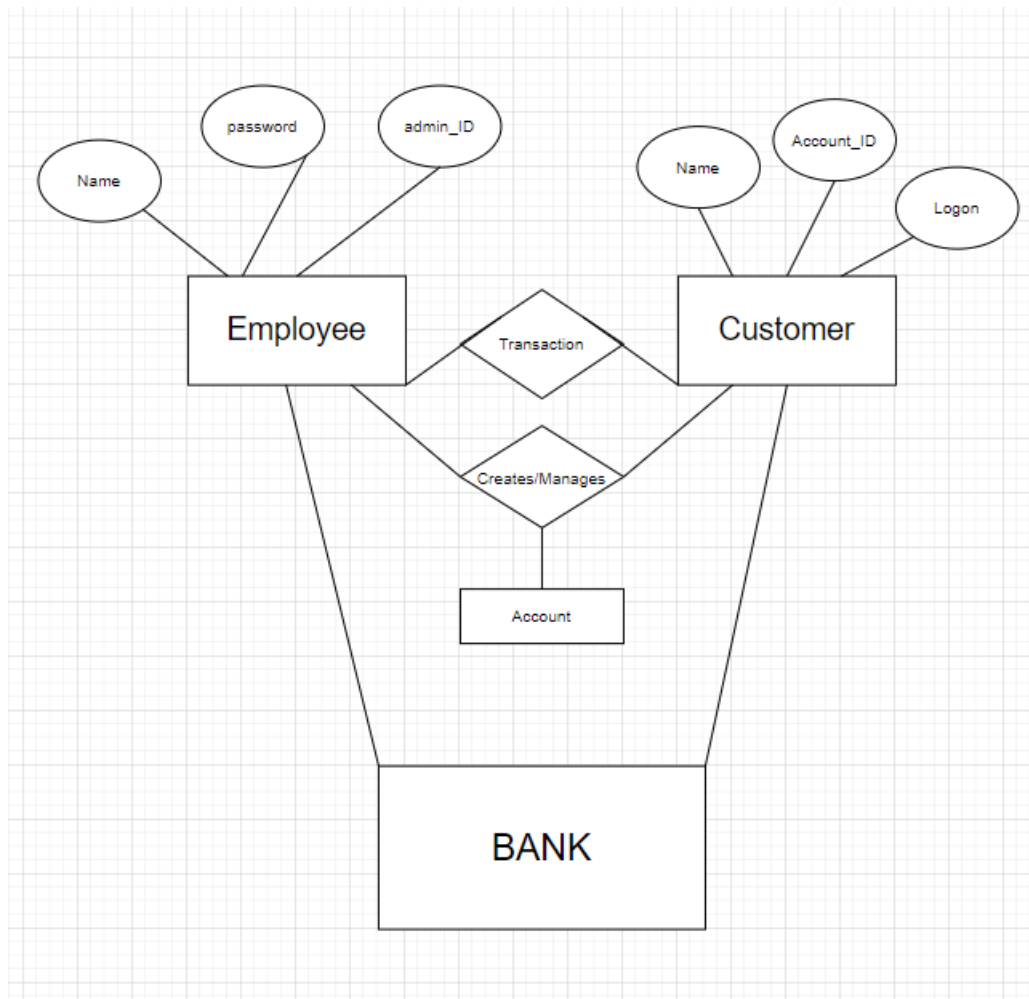 password
admin_ID
Name
Name
Account_ID
Logon
Employee
Transaction
Customer
Creates/Manages
Account
BANK